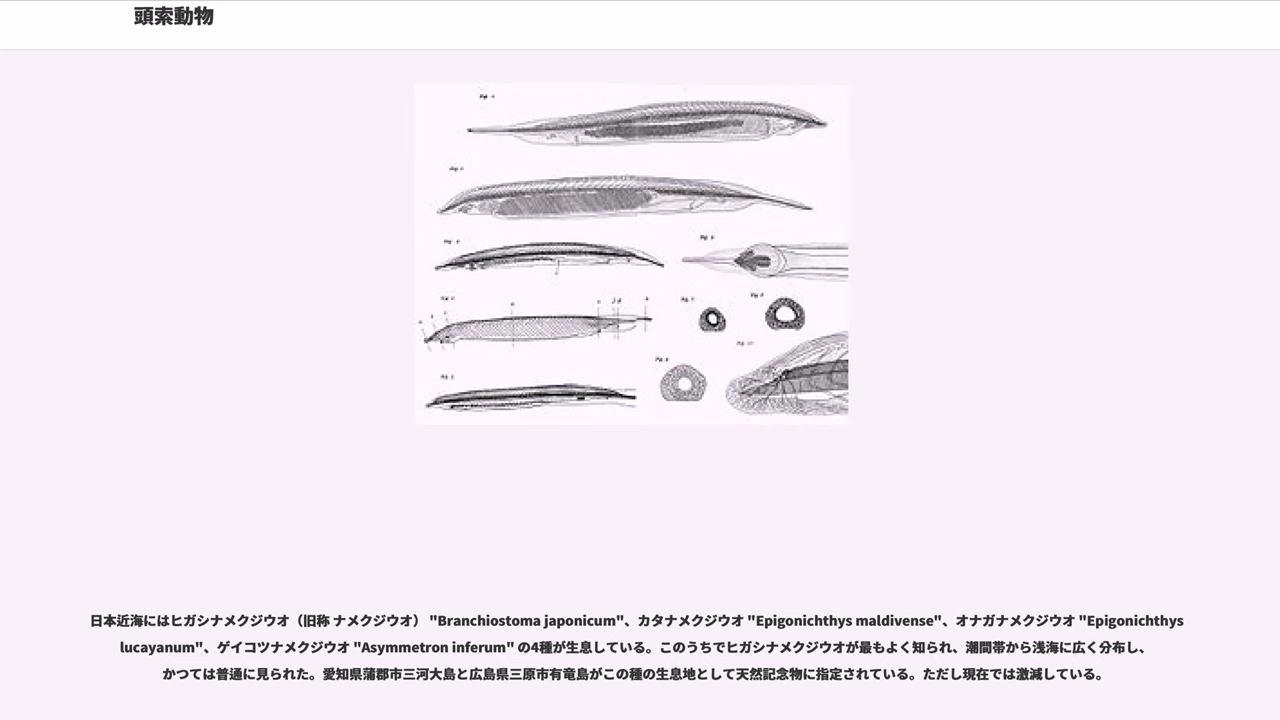 頭索動物
日本近海にはヒガシナメクジウオ（旧称 ナメクジウオ） "Branchiostoma japonicum"、カタナメクジウオ "Epigonichthys maldivense"、オナガナメクジウオ "Epigonichthys
lucayanum"、ゲイコツナメクジウオ "Asymmetron inferum" の4種が生息している。このうちでヒガシナメクジウオが最もよく知られ、潮間帯から浅海に広く分布し、
かつては普通に見られた。愛知県蒲郡市三河大島と広島県三原市有竜島がこの種の生息地として天然記念物に指定されている。ただし現在では激減している。